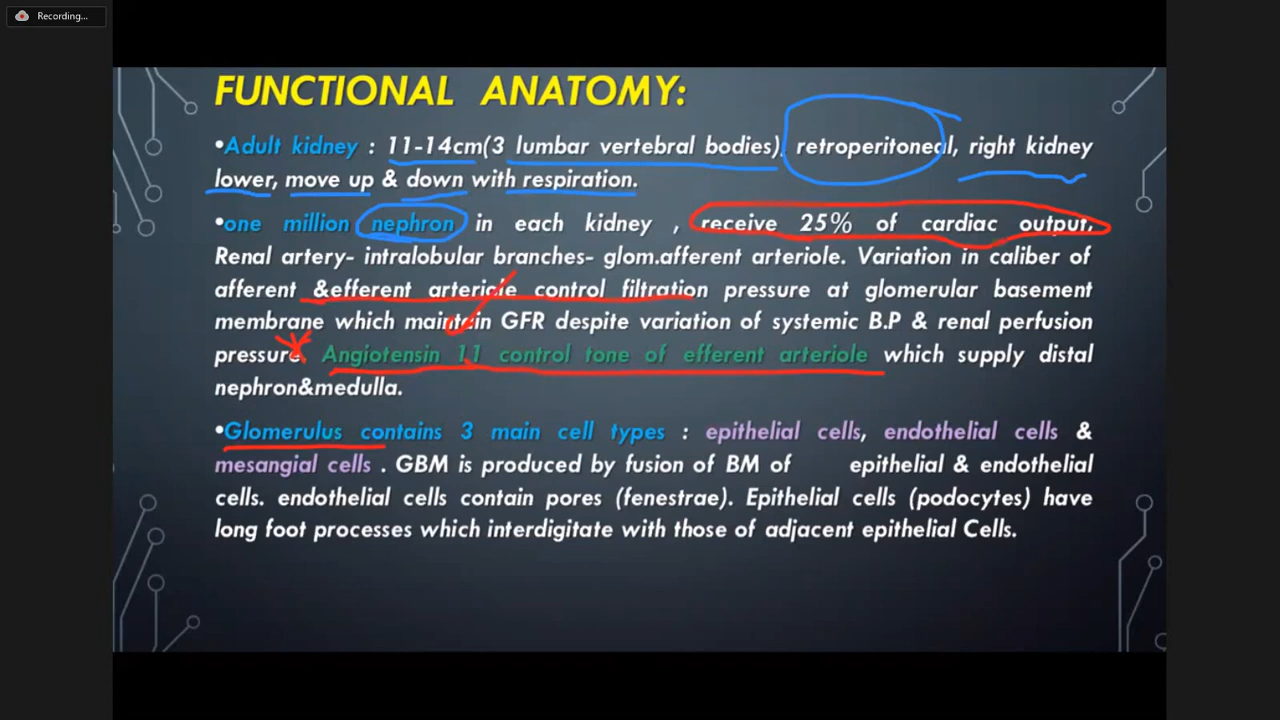 Recording...
FUNCTIONAL ANATOMY:
•Adult kidney : 11-14cm(3 lumbar vertebral bodies), retroperitoneal, right kidney
lower, move up & down with respiration.
•one million nephron in each kidney , receive 25% of cardiac output.
Renal artery- intralobular branches- glom.afferent arteriole. Variation in caliber of
afferent &efferent arteriole control filtration pressure at glomerular basement
membrane which maintain GFR despite variation of systemic B.P & renal perfusion
pressure. Angiotensin 11 control tone of efferent arteriole which supply distal
nephron&medulla.
•Glomerulus contains 3 main cell types : epithelial cells, endothelial cells &
mesangial cells . GBM is produced by fusion of BM of epithelial & endothelial
cells. endothelial cells contain pores (fenestrae). Epithelial cells (podocytes) have
long foot processes which interdigitate with those of adjacent epithelial Cells.